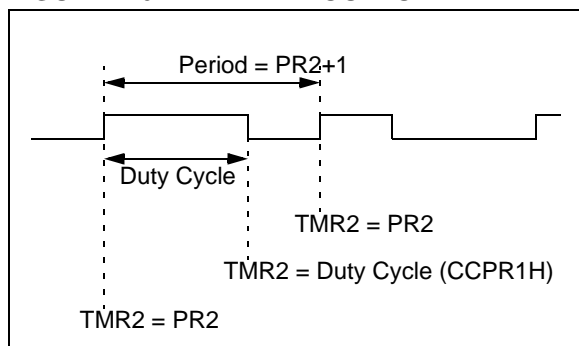 Period = PR2+1
Duty Cycle
TMR2 = PR2
TMR2 = Duty Cycle (CCPR1H)
TMR2 = PR2